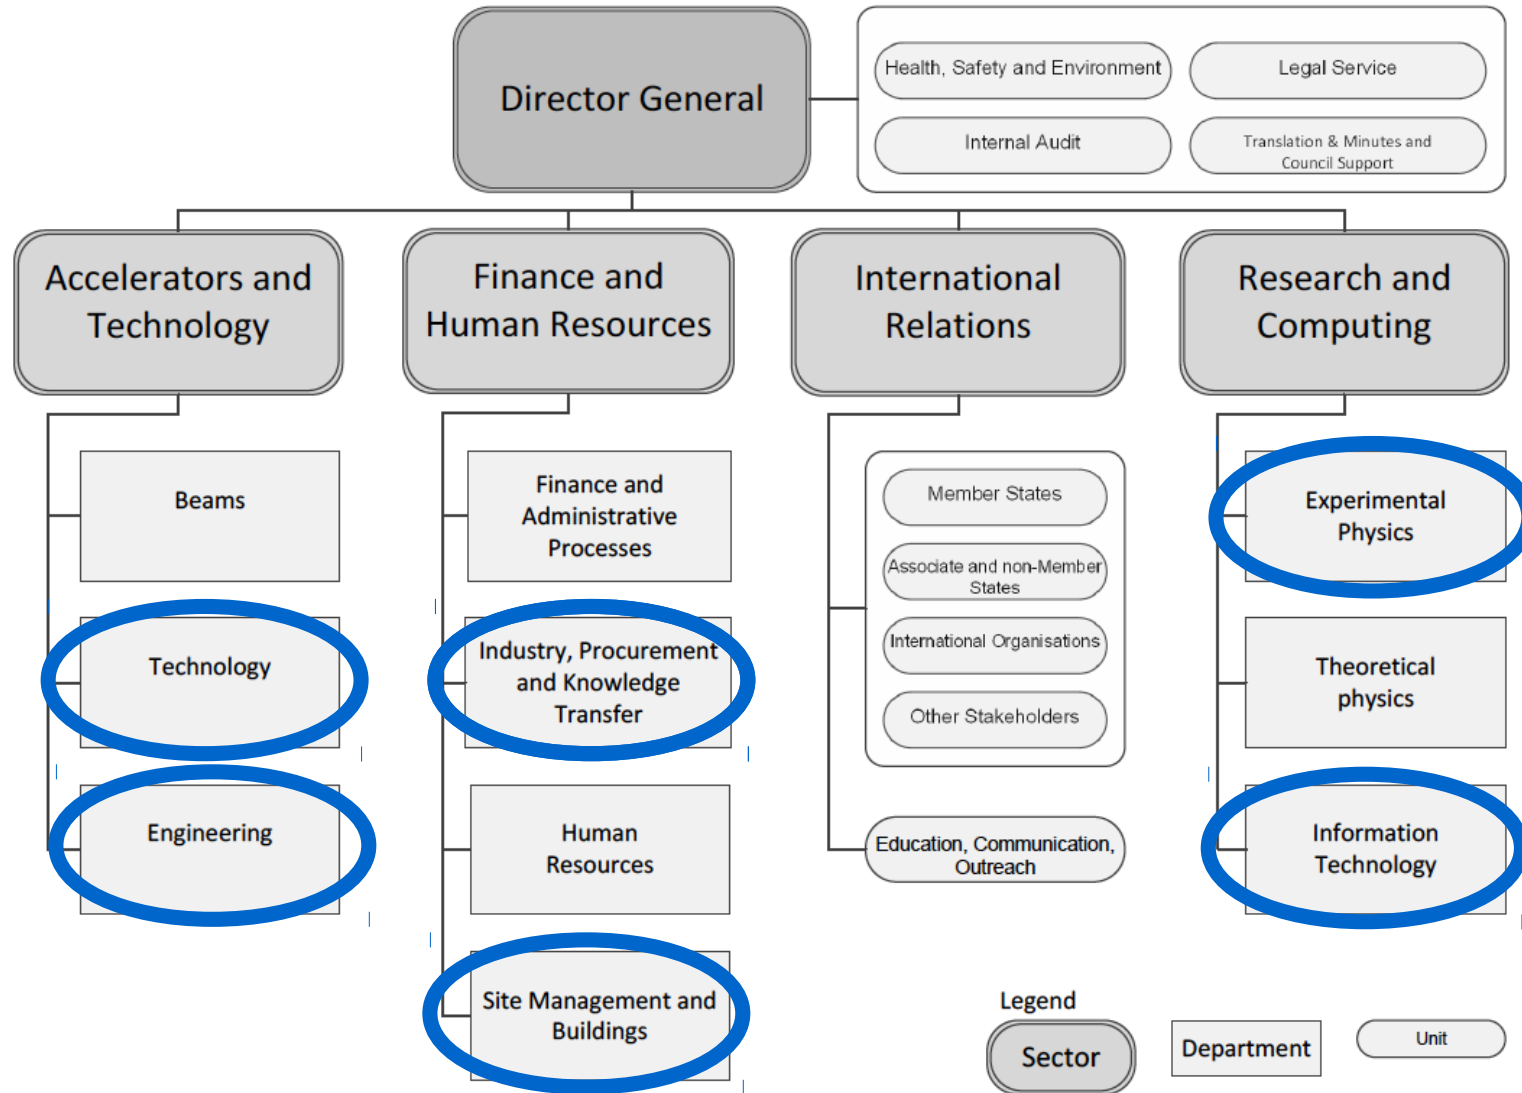 Director General
Health, Safety and Environment
Legal Service
Internal Audit
Translation & Minutes and
Council Support
Accelerators and
Technology
Finance and
Human Resources
International
Relations
Research and
Computing
Beams
Technology
Engineering
Finance and
Administrative
Processes
Industry, Procurement
and Knowledge
Transfer
Human
Resources
Site Management and
Buildings
Member States
Associate and non-Member
States
International Organisations
Other Stakeholders
Education, Communication,
Outreach
Experimental
Physics
Theoretical
physics
Information
Technology
Legend
Sector
Department
Unit